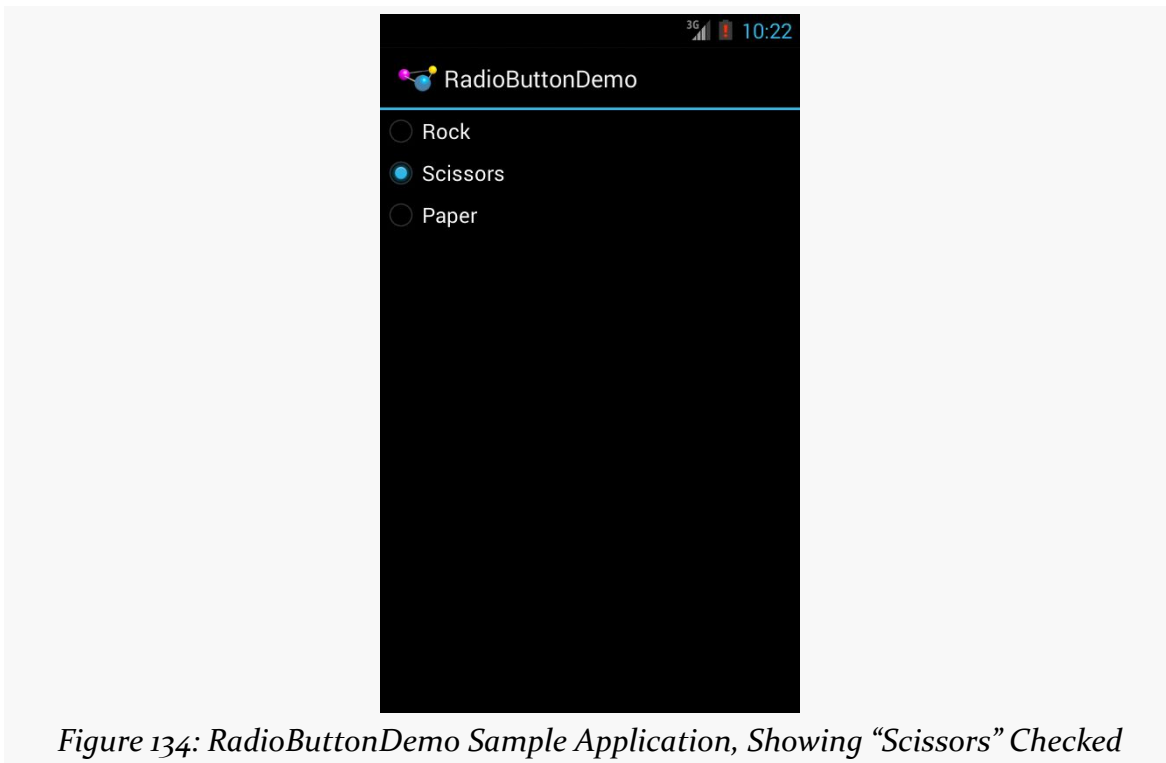 3G 10:22
RadioButtonDemo
Rock
Scissors
Paper
Figure 134: RadioButtonDemo Sample Application, Showing “Scissors” Checked